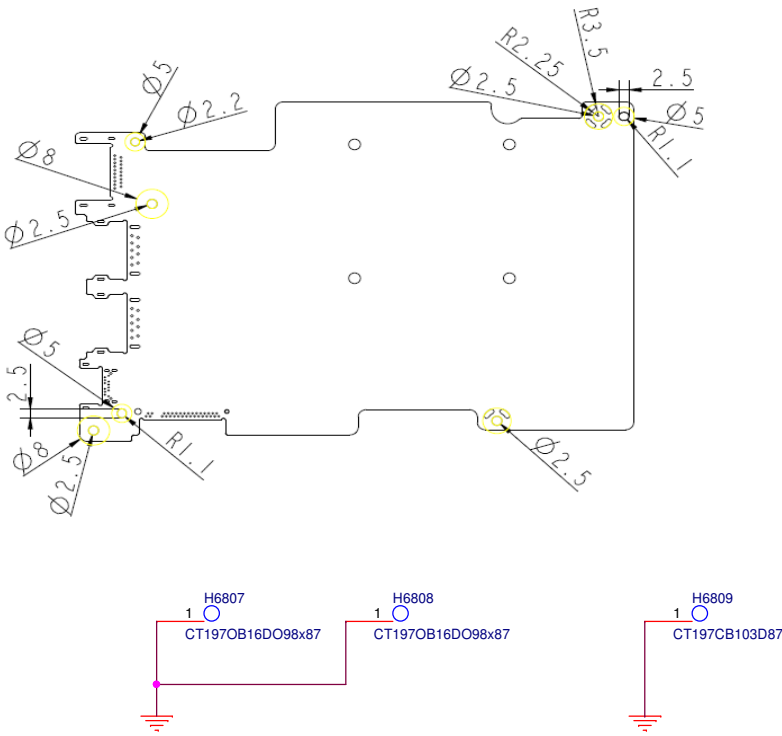 R3.5
R2.25
Ø2.5
2.5
Ø5
R1.1
Ø5
Ø2.2
Ø8
Ø2.5
Ø5
2.5
R1.1
Ø8
Ø2.5
Ø2.5
H6807
1
CT197OB16DO98x87
H6808
1
CT197OB16DO98x87
H6809
1
CT197CB103D87